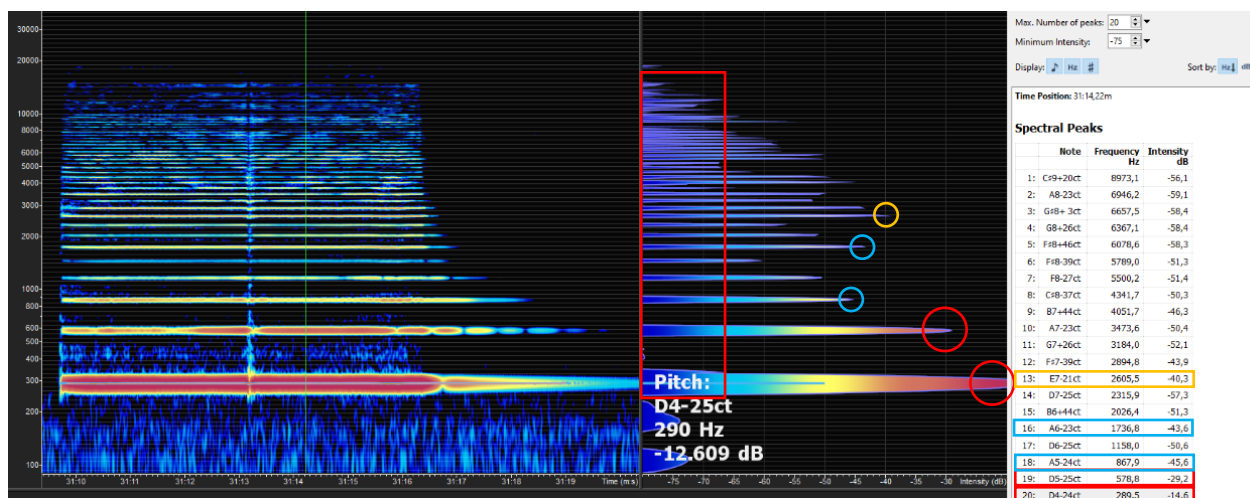 30000
20000
10000
8000
6000
5000
4000
3000
2000
1000
800
600
500
400
300
200
100
31:10 31:11 31:12 31:13 31:14 31:15 31:16 31:17 31:18 31:19 Time (m:s)
Pitch:
D4-25ct
290 Hz
-12.609 dB
-75 -70 -65 -60 -55 -50 -45 -40 -35 -30 Intensity (dB)
Max. Number of peaks: 20
Minimum Intensity: -75
Display: Hz # Sort by: Hz
Time Position: 31:14,22m
Spectral Peaks
Note Frequency Hz Intensity dB
1: C♯9+20ct 8973,1 -56,1
2: A8-23ct 6946,2 -59,1
3: G♯8+ 3ct 6657,5 -58,4
4: G8+26ct 6367,1 -58,4
5: F♯8+46ct 6078,6 -58,3
6: F♯8-39ct 5789,0 -51,3
7: F8-27ct 5500,2 -51,4
8: C♯8-37ct 4341,7 -50,3
9: B7+44ct 4051,7 -46,3
10: A7-23ct 3473,6 -50,4
11: G7+26ct 3184,0 -52,1
12: F♯7-39ct 2894,8 -43,9
13: E7-21ct 2605,5 -40,3
14: D7-25ct 2315,9 -57,3
15: B6+44ct 2026,4 -51,3
16: A6-23ct 1736,8 -43,6
17: D6-25ct 1158,0 -50,6
18: A5-24ct 867,9 -45,6
19: D5-25ct 578,8 -29,2
20: D4-24ct 289,5 -14,6